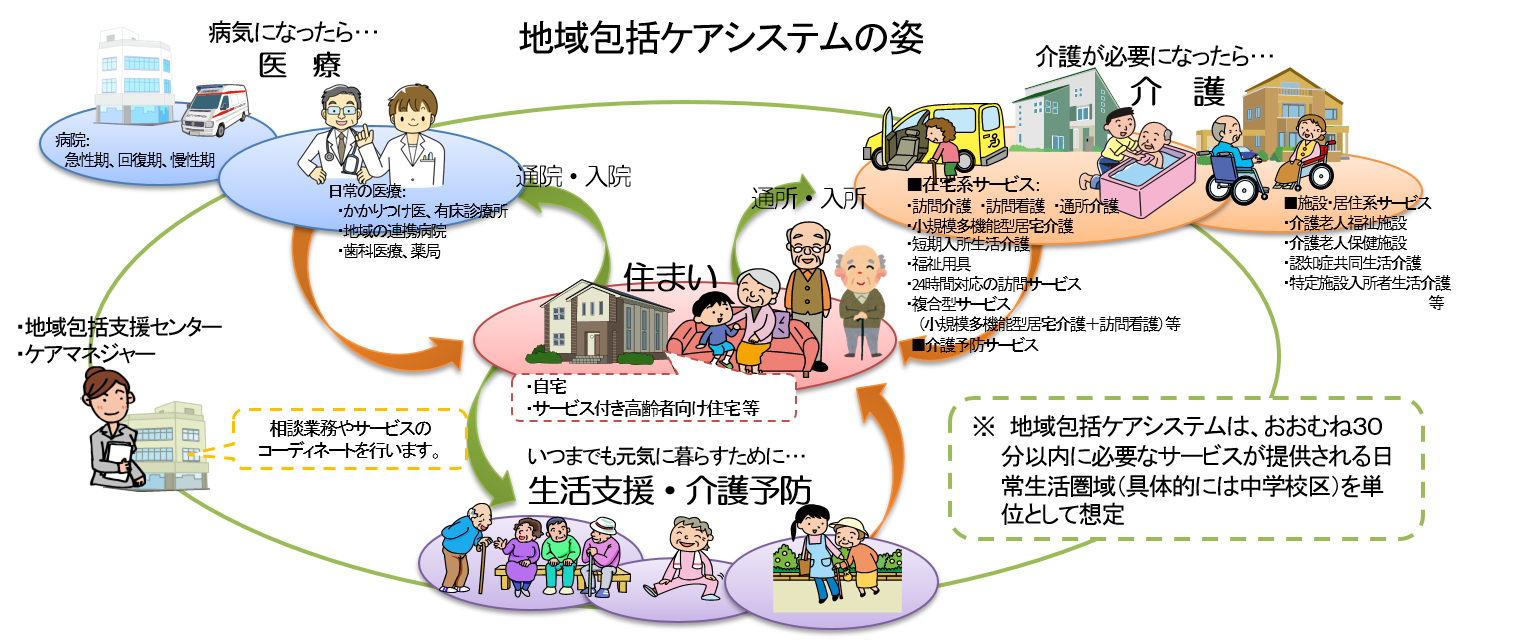 地域包括ケアシステムの姿
病気になったら…
医　療
病院:
急性期、回復期、慢性期
日常の医療:
・かかりつけ医、有床診療所
・地域の連携病院
・歯科医療、薬局
通院・入院
通所・入所
介護が必要になったら…
介　護
■在宅系サービス:
・訪問介護　・訪問看護　・通所介護
・小規模多機能型居宅介護
・短期入所生活介護
・福祉用具
・24時間対応の訪問サービス
・複合型サービス
（小規模多機能型居宅介護＋訪問看護）等
■介護予防サービス
■施設・居住系サービス
・介護老人福祉施設
・介護老人保健施設
・認知症共同生活介護
・特定施設入所者生活介護
等
住まい
・自宅
・サービス付き高齢者向け住宅等
・地域包括支援センター
・ケアマネジャー
相談業務やサービスの
コーディネートを行います。
いつまでも元気に暮らすために…
生活支援・介護予防
※　地域包括ケアシステムは、おおむね30
分以内に必要なサービスが提供される日
常生活圏域（具体的には中学校区）を単
位として想定